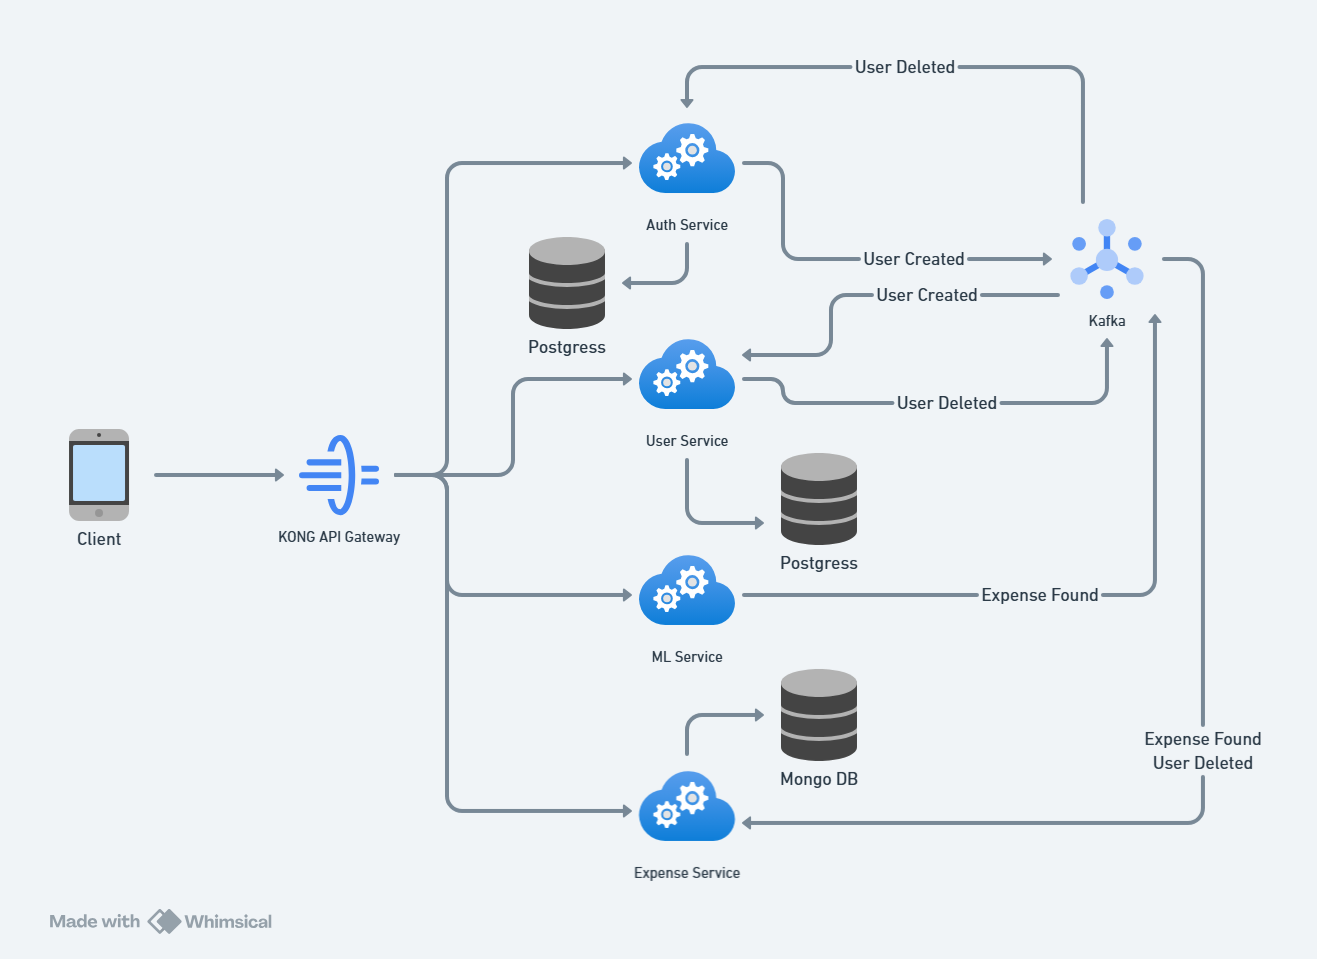 User Deleted
Auth Service
User Created
User Created
Kafka
Postgress
User Deleted
User Service
Client
KONG API Gateway
Postgress
Expense Found
ML Service
Expense Found
User Deleted
Mongo DB
Expense Service
Made with Whimsical